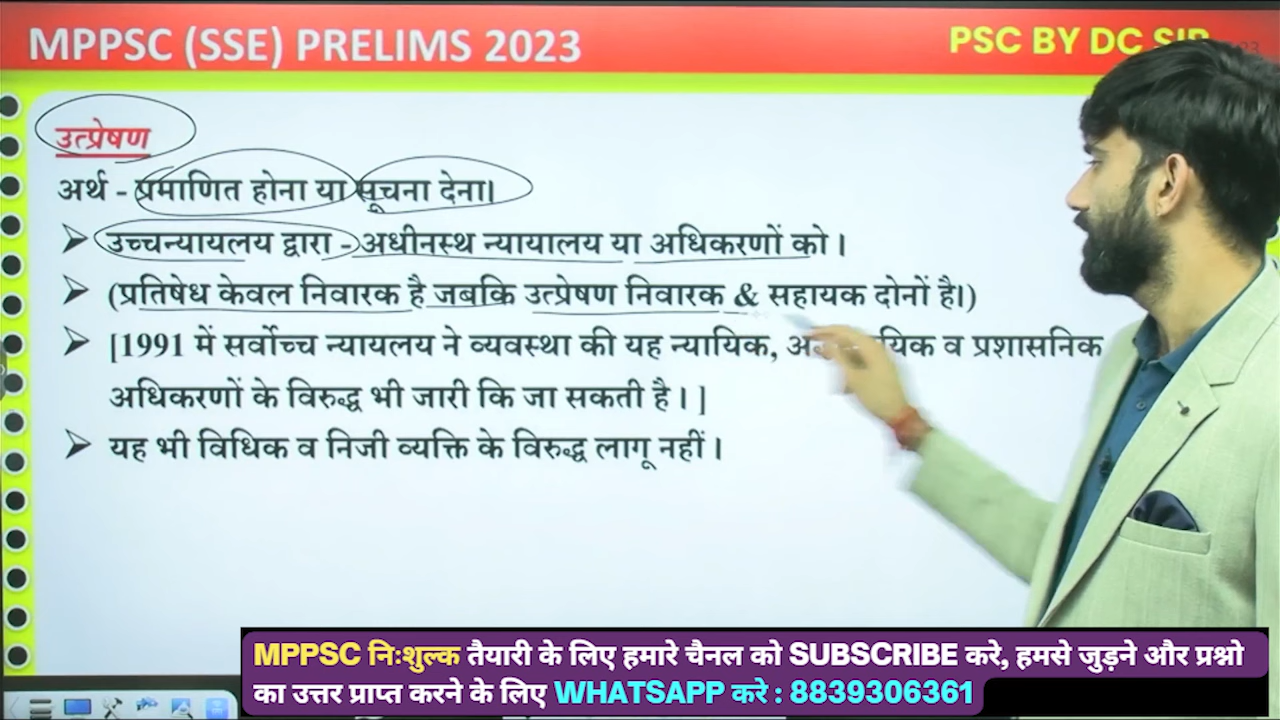 MPPSC (SSE) PRELIMS 2023
PSC BY DC SIR
उत्प्रेषण
अर्थ - प्रमाणित होना या सूचना देना।
➢ उच्चन्यायलय द्वारा - अधीनस्थ न्यायालय या अधिकरणों को ।
➢ (प्रतिषेध केवल निवारक है जबकि उत्प्रेषण निवारक & सहायक दोनों है।)
➢ [1991 में सर्वोच्च न्यायलय ने व्यवस्था की यह न्यायिक, व प्रशासनिक
अधिकरणों के विरुद्ध भी जारी कि जा सकती है । ]
➢ यह भी विधिक व निजी व्यक्ति के विरुद्ध लागू नहीं ।
MPPSC निःशुल्क तैयारी के लिए हमारे चैनल को SUBSCRIBE करे, हमसे जुड़ने और प्रश्नो
का उत्तर प्राप्त करने के लिए WHATSAPP करे : 8839306361